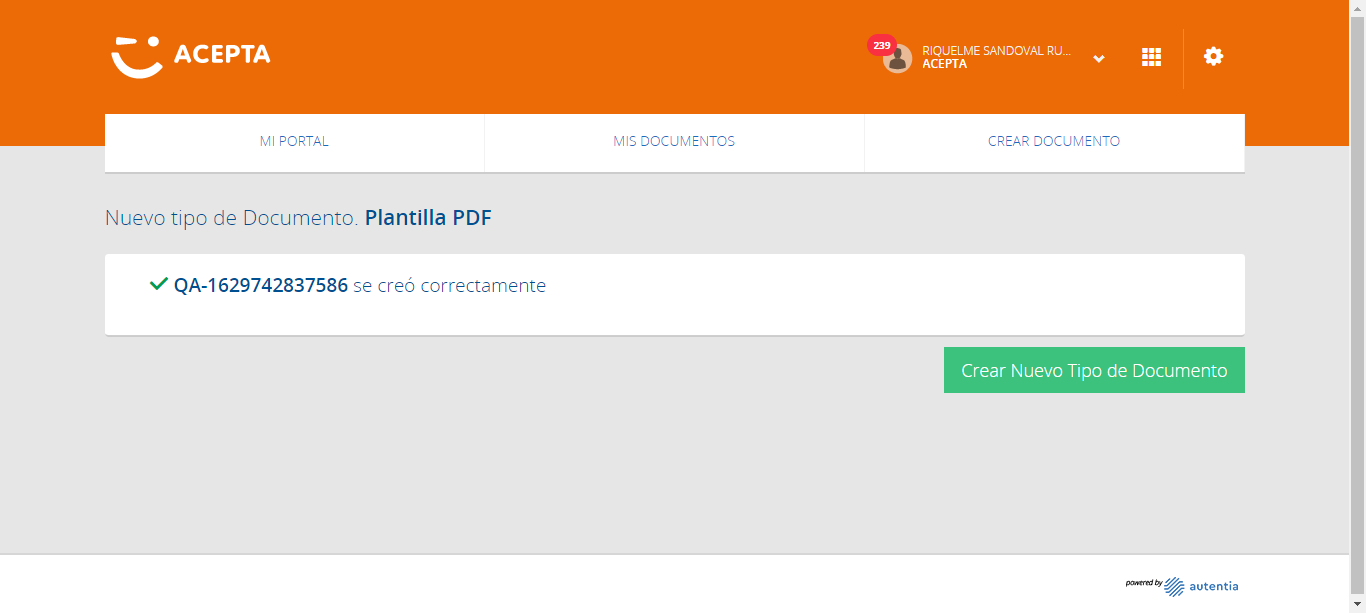 ACEPTA
239
RIQUELME SANDOVAL RU...
ACEPTA
MI PORTAL
MIS DOCUMENTOS
CREAR DOCUMENTO
Nuevo tipo de Documento. Plantilla PDF
QA-1629742837586 se creó correctamente
Crear Nuevo Tipo de Documento
powered by autentia